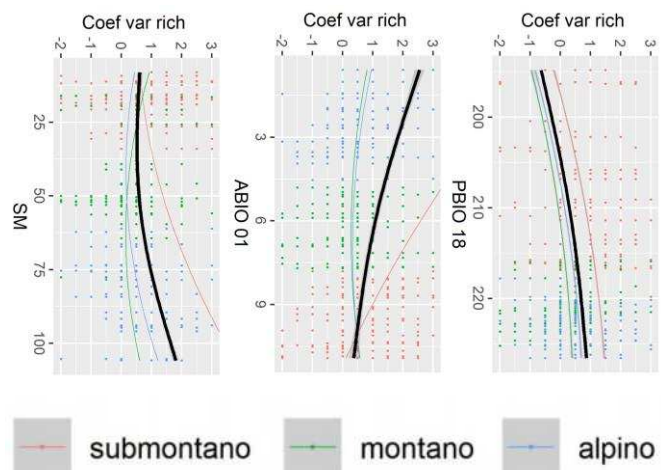 Coef var rich
-2 -1 0 1 2 3
25
50
75
100
SM
Coef var rich
-2 -1 0 1 2 3
3
6
9
ABIO 01
Coef var rich
-2 -1 0 1 2 3
200
210
220
PBIO 18
submontano
montano
alpino